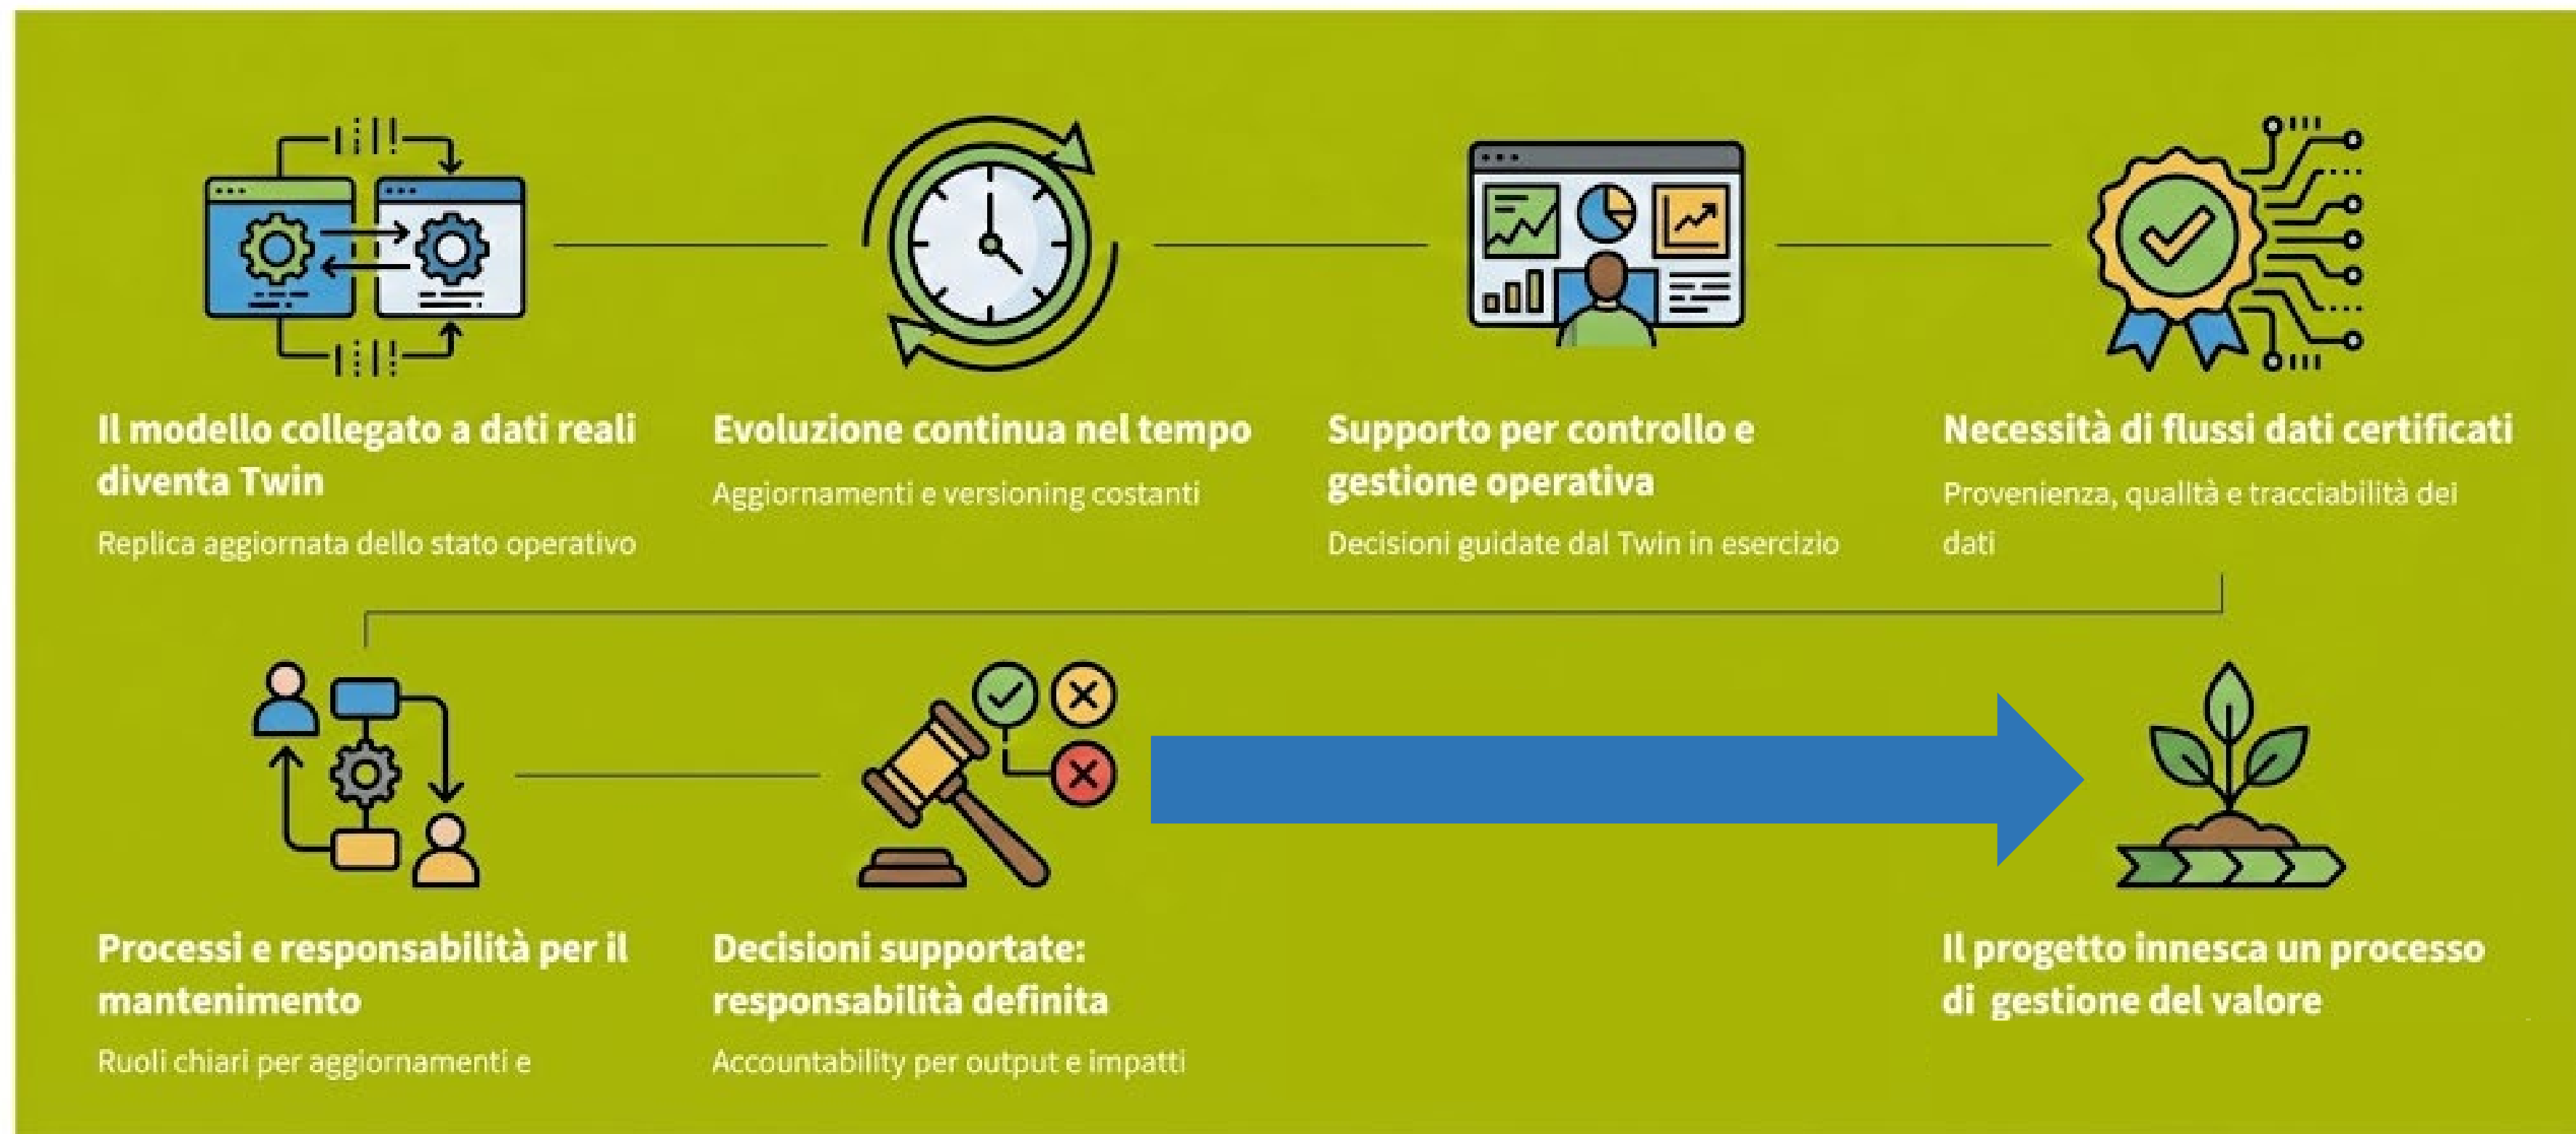 Il modello collegato a dati reali
diventa Twin
Replica aggiornata dello stato operativo
Evoluzione continua nel tempo
Aggiornamenti e versioning costanti
Supporto per controllo e
gestione operativa
Decisioni guidate dal Twin in esercizio
Necessità di flussi dati certificati
Provenienza, qualità e tracciabilità dei
dati
Processi e responsabilità per il
mantenimento
Ruoli chiari per aggiornamenti e
Decisioni supportate:
responsabilità definita
Accountability per output e impatti
Il progetto innesca un processo
di gestione del valore